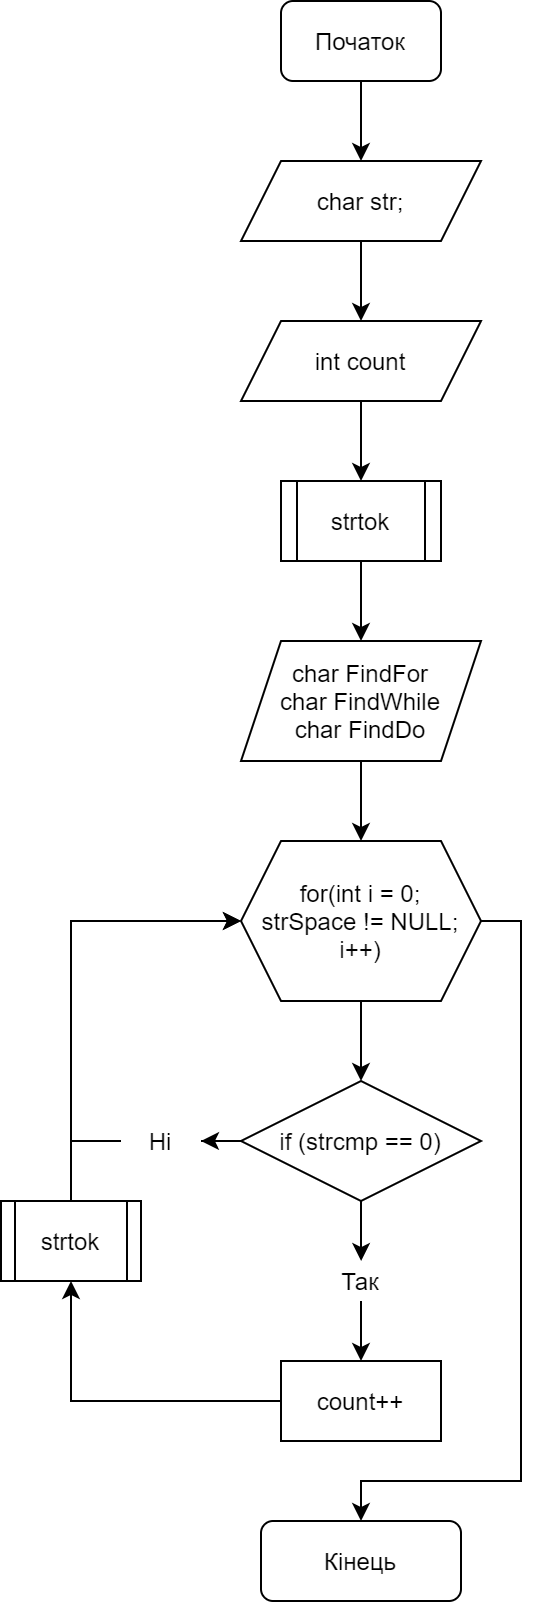 Початок
char str;
int count
strtok
char FindFor
char FindWhile
char FindDo
for(int i = 0;
strSpace != NULL;
i++)
if (strcmp == 0)
Ні
strtok
Так
count++
Кінець